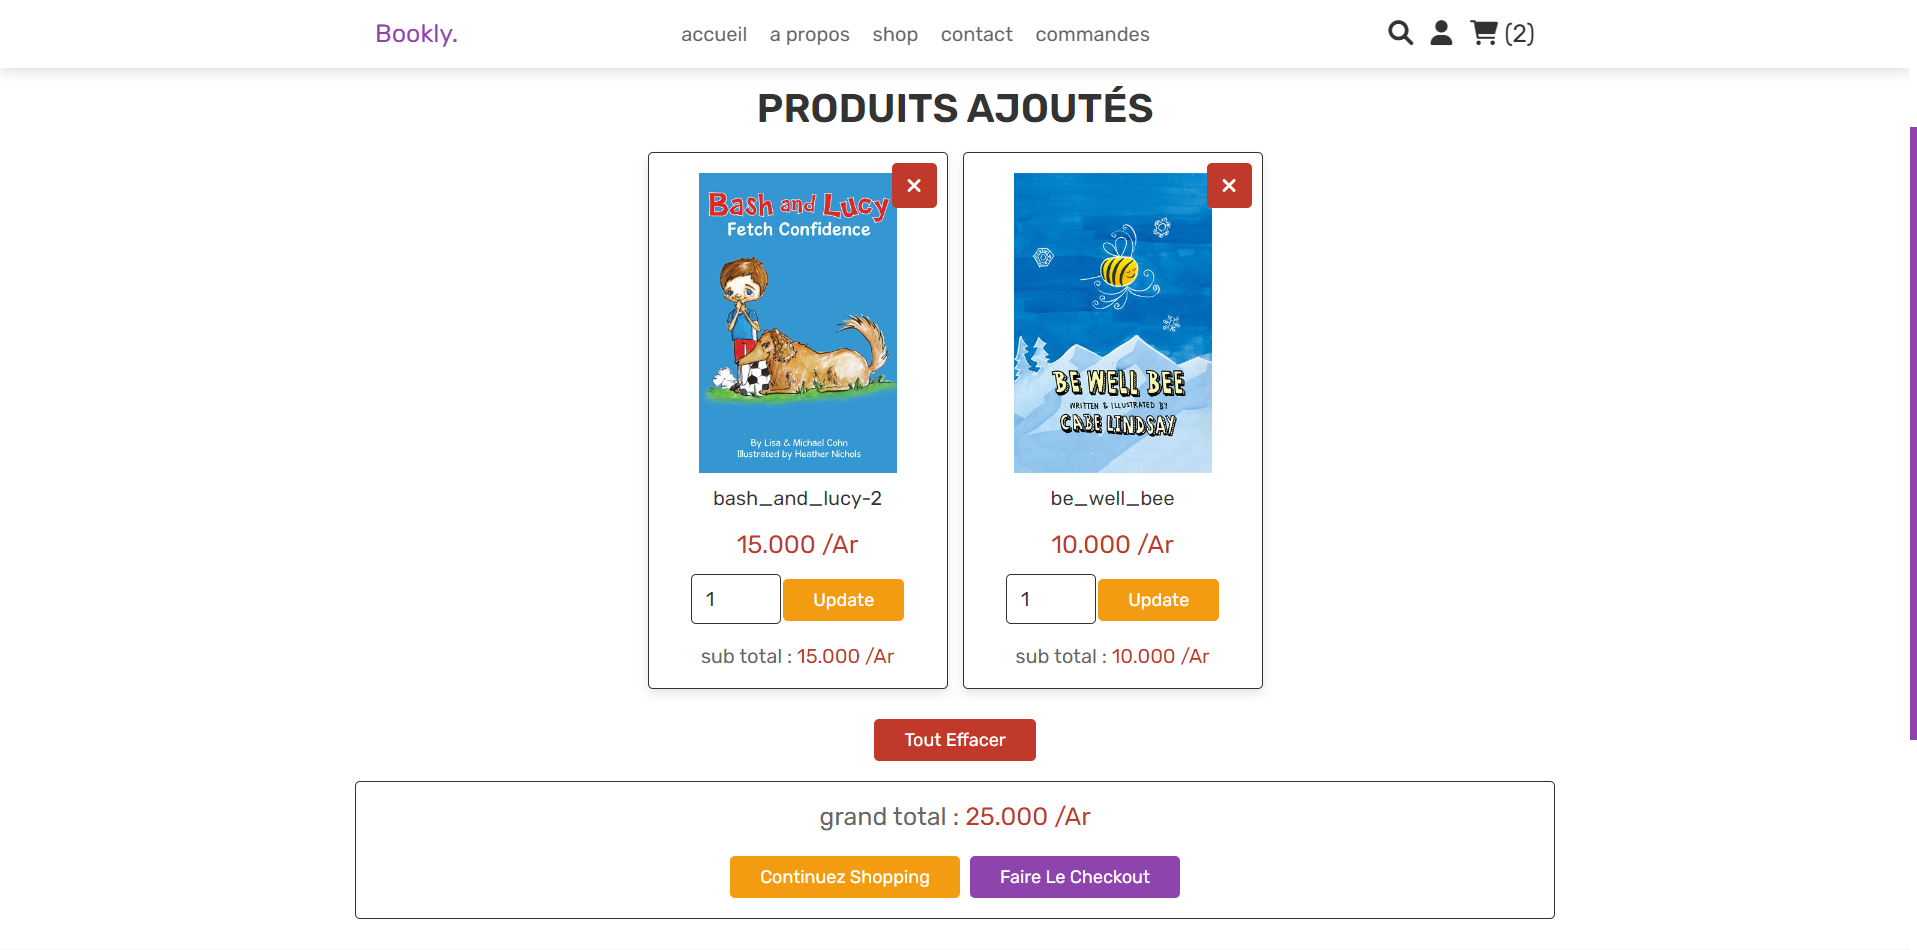 Bookly.
accueil a propos shop contact commandes
(2)
PRODUITS AJOUTÉS
Bash and Lucy
Fetch Confidence
By Lisa & Michael Cohn
Illustrated by Heather Nichols
bash_and_lucy-2
15.000 /Ar
1 Update
sub total : 15.000 /Ar
BE WELL BEE
WRITTEN & ILLUSTRATED BY
CABE LINDSAY
be_well_bee
10.000 /Ar
1 Update
sub total : 10.000 /Ar
Tout Effacer
grand total : 25.000 /Ar
Continuez Shopping Faire Le Checkout